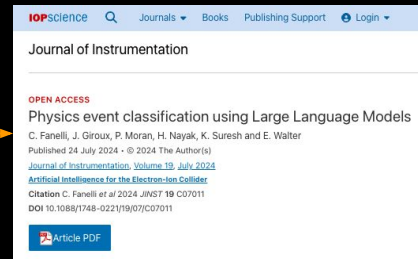 IOPscience Journals Books Publishing Support Login
Journal of Instrumentation
OPEN ACCESS
Physics event classification using Large Language Models
C. Fanelli, J. Giroux, P. Moran, H. Nayak, K. Suresh and E. Walter
Published 24 July 2024 • © 2024 The Author(s)
Journal of Instrumentation, Volume 19, July 2024
Artificial Intelligence for the Electron-Ion Collider
Citation C. Fanelli et al 2024 JINST 19 C07011
DOI 10.1088/1748-0221/19/07/C07011
Article PDF